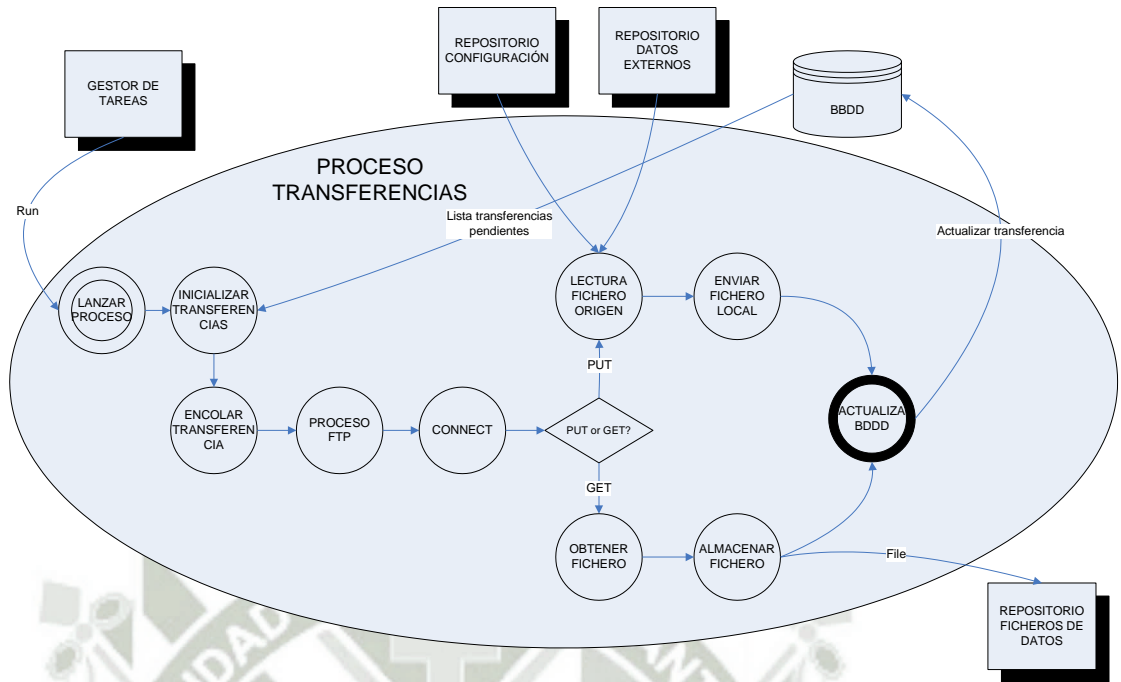 REPOSITORIO
CONFIGURACIÓN
REPOSITORIO
DATOS
EXTERNOS
GESTOR DE
TAREAS
BBDD
PROCESO
TRANSFERENCIAS
Run
Lista transferencias
pendientes
Actualizar transferencia
LANZAR
PROCESO
INICIALIZAR
TRANSFEREN
CIAS
LECTURA
FICHERO
ORIGEN
ENVIAR
FICHERO
LOCAL
PUT
ENCOLAR
TRANSFEREN
CIA
PROCESO
FTP
CONNECT
PUT or GET?
ACTUALIZA
BDDD
GET
OBTENER
FICHERO
ALMACENAR
FICHERO
File
REPOSITORIO
FICHEROS DE
DATOS